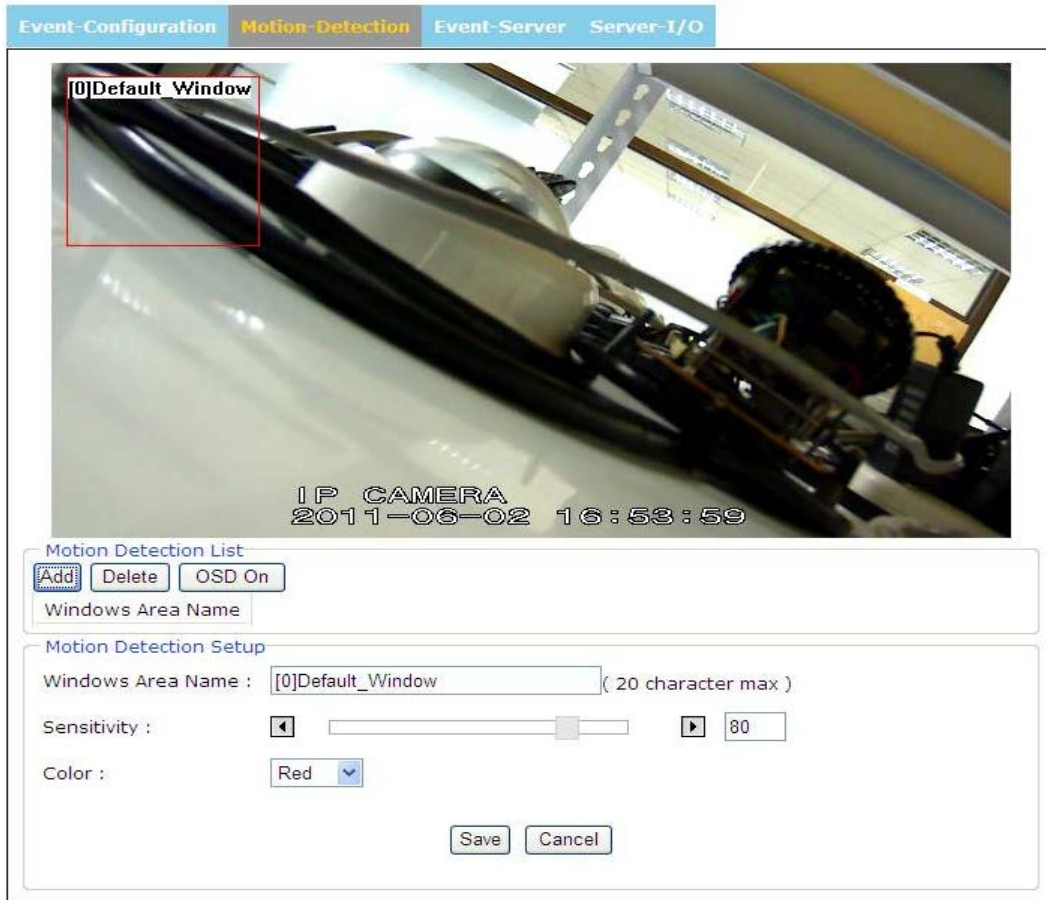 Event-Configuration Motion-Detection Event-Server Server-I/O
[0]Default_Window
IP CAMERA
2011-06-02 16:53:59
Motion Detection List
Add Delete OSD On
Windows Area Name
Motion Detection Setup
Windows Area Name : [0]Default_Window ( 20 character max )
Sensitivity : 80
Color : Red
Save Cancel